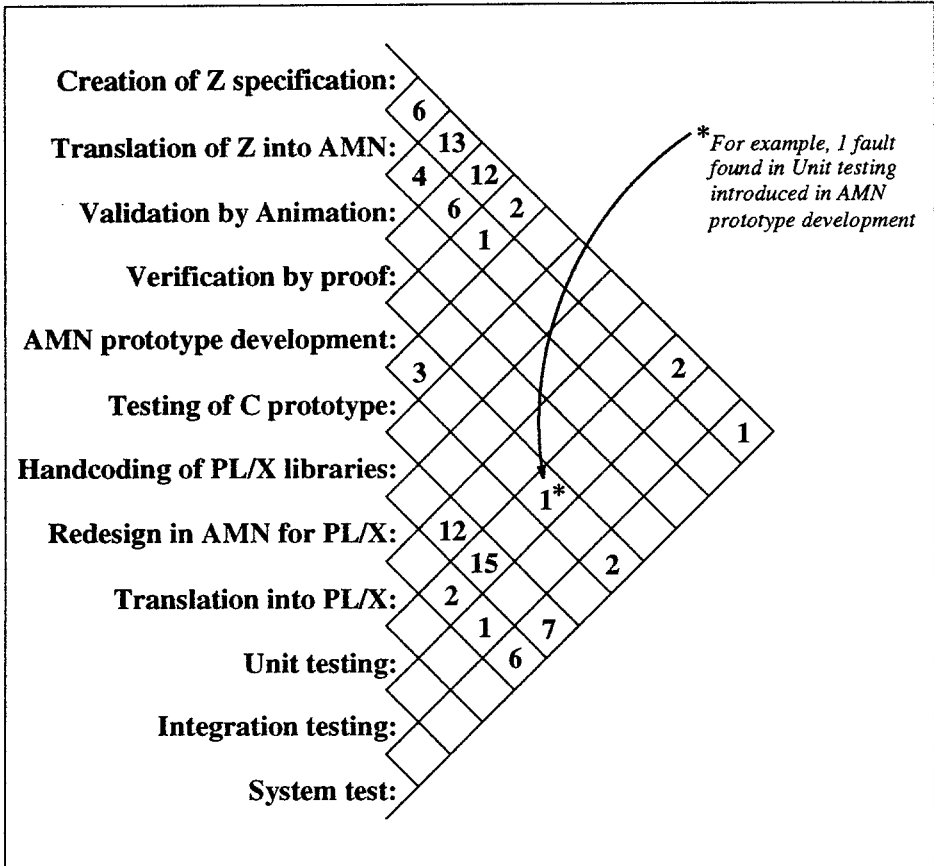 Creation of Z specification:
6
*For example, 1 fault
found in Unit testing
introduced in AMN
prototype development
13
Translation of Z into AMN:
4
12
Validation by Animation:
6
2
1
Verification by proof:
AMN prototype development:
3
2
Testing of C prototype:
1
Handcoding of PL/X libraries:
1*
Redesign in AMN for PL/X:
12
15
2
Translation into PL/X:
2
1
7
Unit testing:
6
Integration testing:
System test: